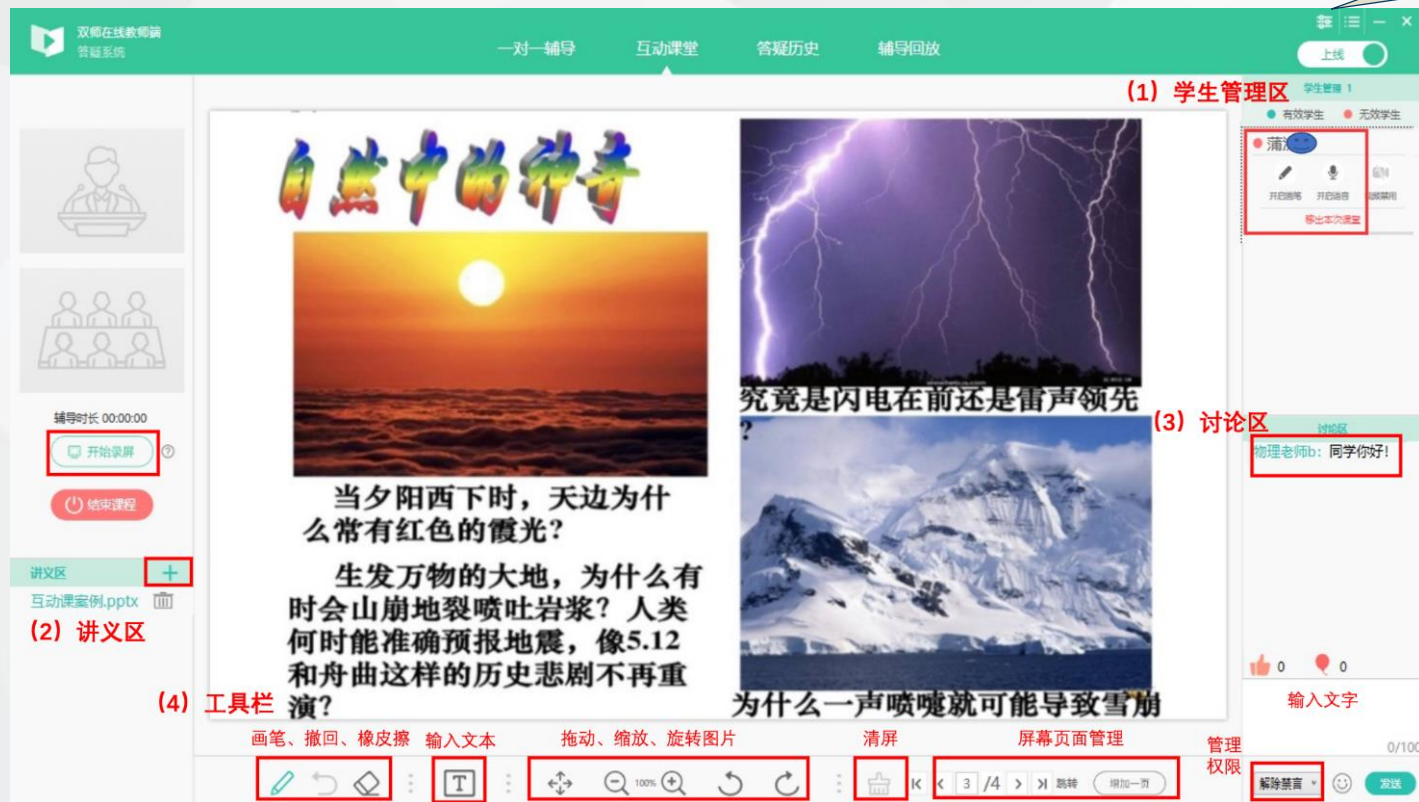 双师在线教师端
答疑系统
一对一辅导
互动课堂
答疑历史
辅导回放
上线
(1) 学生管理区
学生管理 1
有效学生
无效学生
蒲
开启画笔
开启语音
视频禁用
移出本次课堂
自然中的神奇
辅导时长 00:00:00
开始录屏
结束课程
讲义区
互动课案例.pptx
(2) 讲义区
当夕阳西下时，天边为什
么常有红色的霞光？
生发万物的大地，为什么有
时会山崩地裂喷吐岩浆？人类
何时能准确预报地震，像5.12
和舟曲这样的历史悲剧不再重
演？
究竟是闪电在前还是雷声领先
？
为什么一声喷嚏就可能导致雪崩
(3) 讨论区
讨论区
物理老师b：同学你好！
0
0
输入文字
0/100
(4) 工具栏
画笔、撤回、橡皮擦
输入文本
拖动、缩放、旋转图片
清屏
屏幕页面管理
管理
权限
T
100%
3 /4
跳转
增加一页
解除禁言
发送